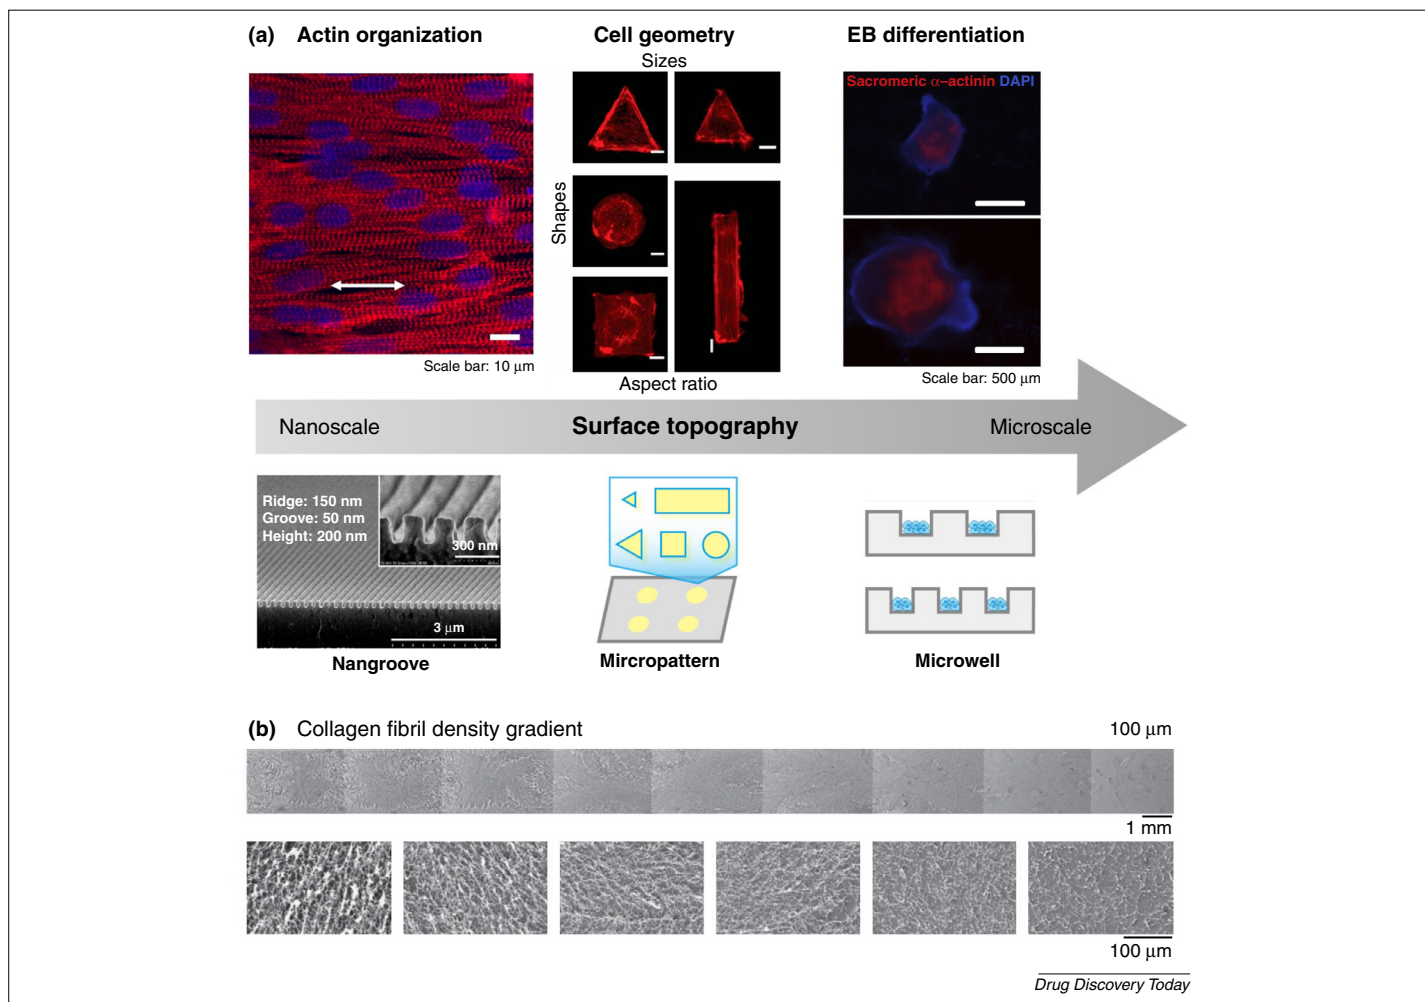 (a) Actin organization
Cell geometry
EB differentiation
Sizes
Sacromeric α–actinin DAPI
Shapes
Scale bar: 10 μm
Aspect ratio
Scale bar: 500 μm
Nanoscale
Surface topography
Microscale
Ridge: 150 nm
Groove: 50 nm
Height: 200 nm
300 nm
3 μm
Nangroove
Mircropattern
Microwell
(b) Collagen fibril density gradient
100 μm
1 mm
100 μm
Drug Discovery Today